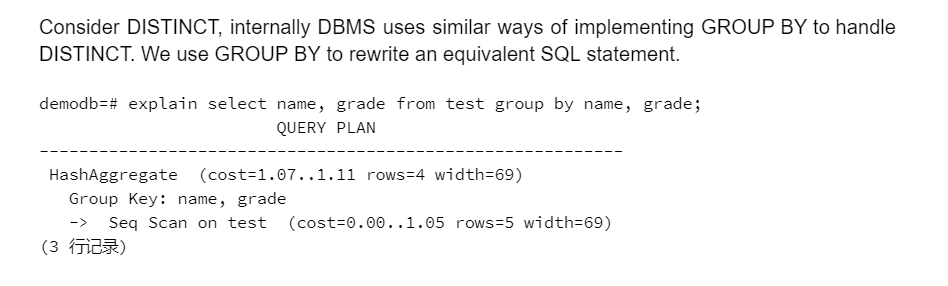 Consider DISTINCT, internally DBMS uses similar ways of implementing GROUP BY to handle
DISTINCT. We use GROUP BY to rewrite an equivalent SQL statement.
demodb=# explain select name, grade from test group by name, grade;
QUERY PLAN
-----------------------------------------------------------
HashAggregate  (cost=1.07..1.11 rows=4 width=69)
Group Key: name, grade
->  Seq Scan on test  (cost=0.00..1.05 rows=5 width=69)
(3 行记录)